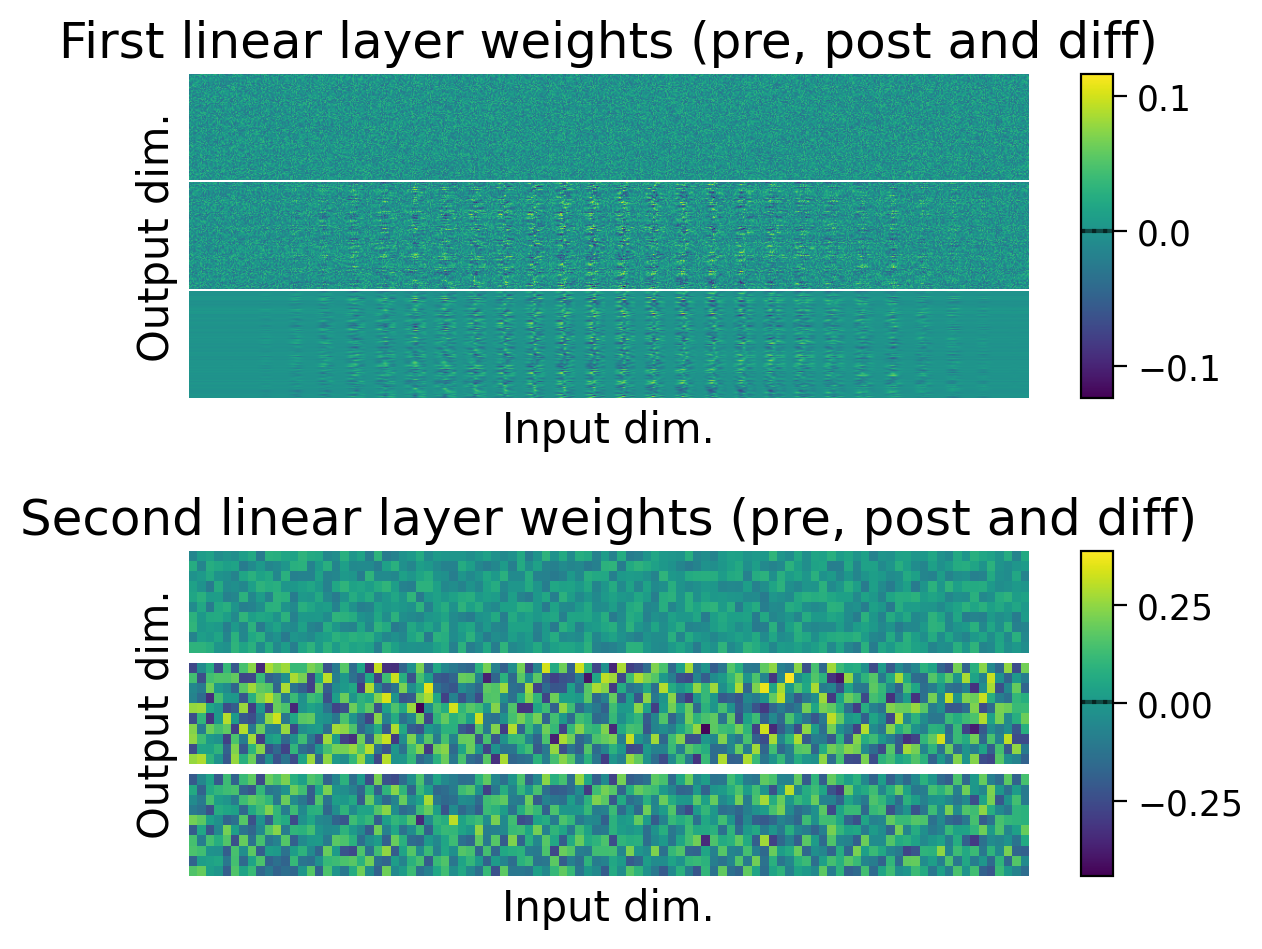 First linear layer weights (pre, post and diff)
Output dim.
Input dim.
0.1
0.0
−0.1
Second linear layer weights (pre, post and diff)
Output dim.
Input dim.
0.25
0.00
−0.25